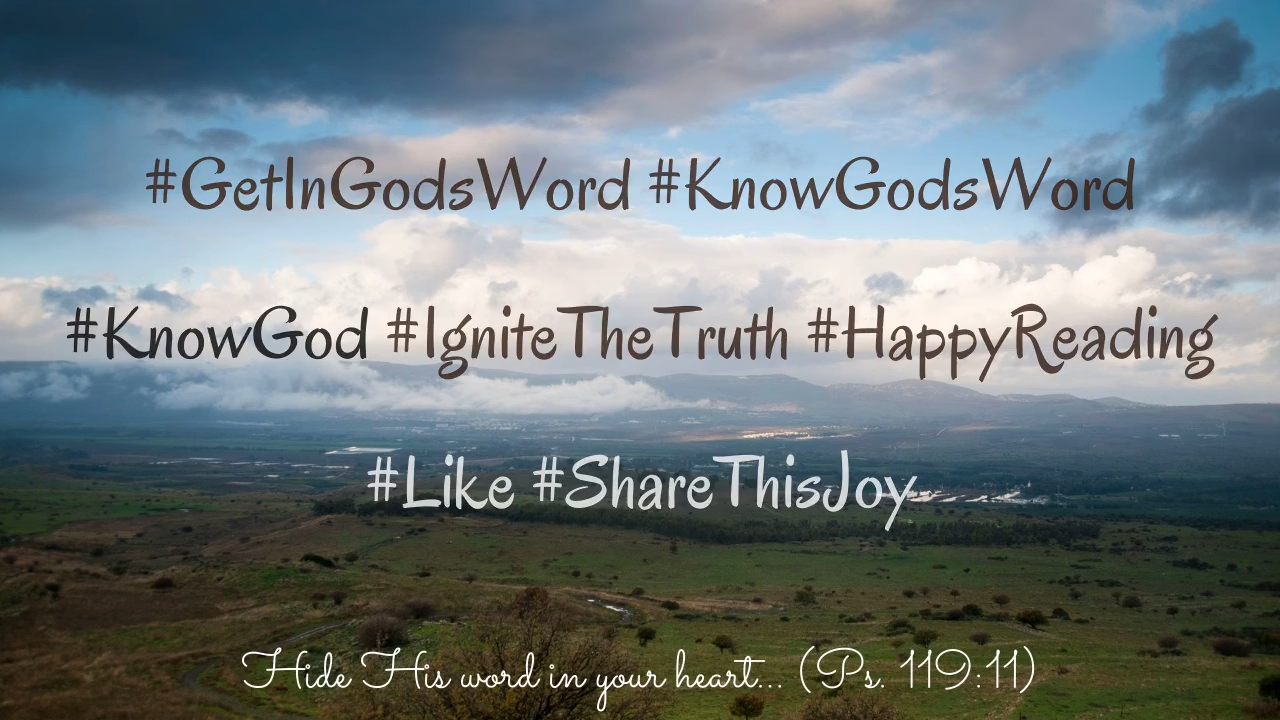 #GetInGodsWord #KnowGodsWord
#KnowGod #IgniteTheTruth #HappyReading
#Like #ShareThisJoy
Hide His word in your heart... (Ps. 119:11)